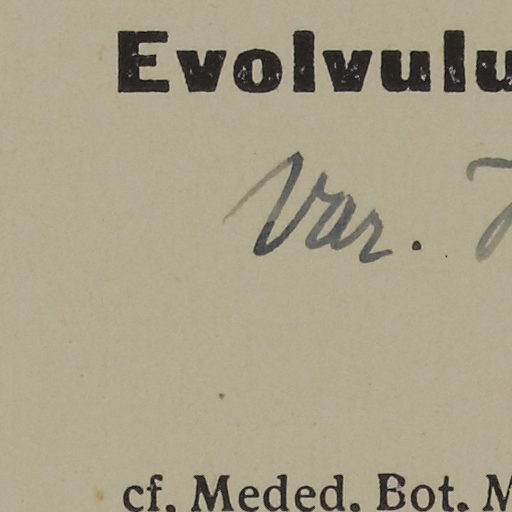 Evolvulu
Var.
cf. Meded. Bot. M